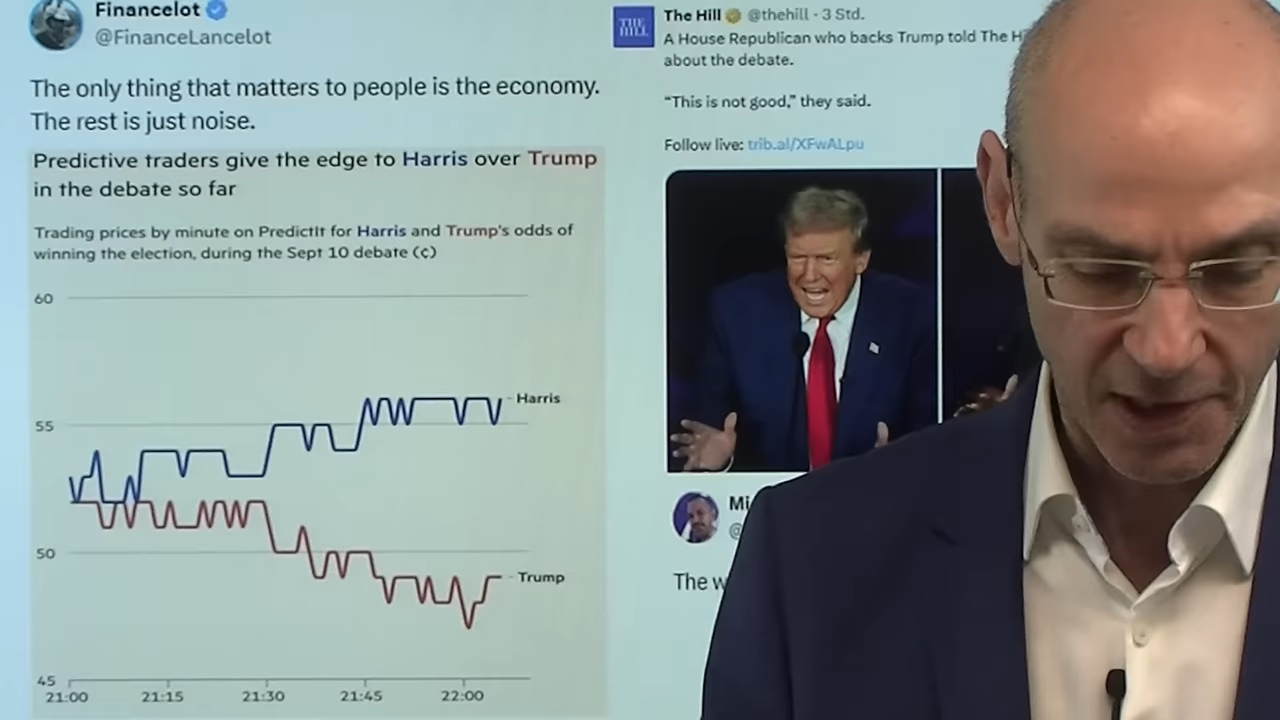 Financelot
@FinanceLancelot
The only thing that matters to people is the economy.
The rest is just noise.
Predictive traders give the edge to Harris over Trump
in the debate so far
Trading prices by minute on PredictIt for Harris and Trump's odds of
winning the election, during the Sept 10 debate (¢)
60
55
50
45
Harris
Trump
21:00 21:15 21:30 21:45 22:00
THE
HILL
The Hill @thehill · 3 Std.
A House Republican who backs Trump told The
about the debate.
“This is not good,” they said.
Follow live: trib.al/XFwALpu
@
The